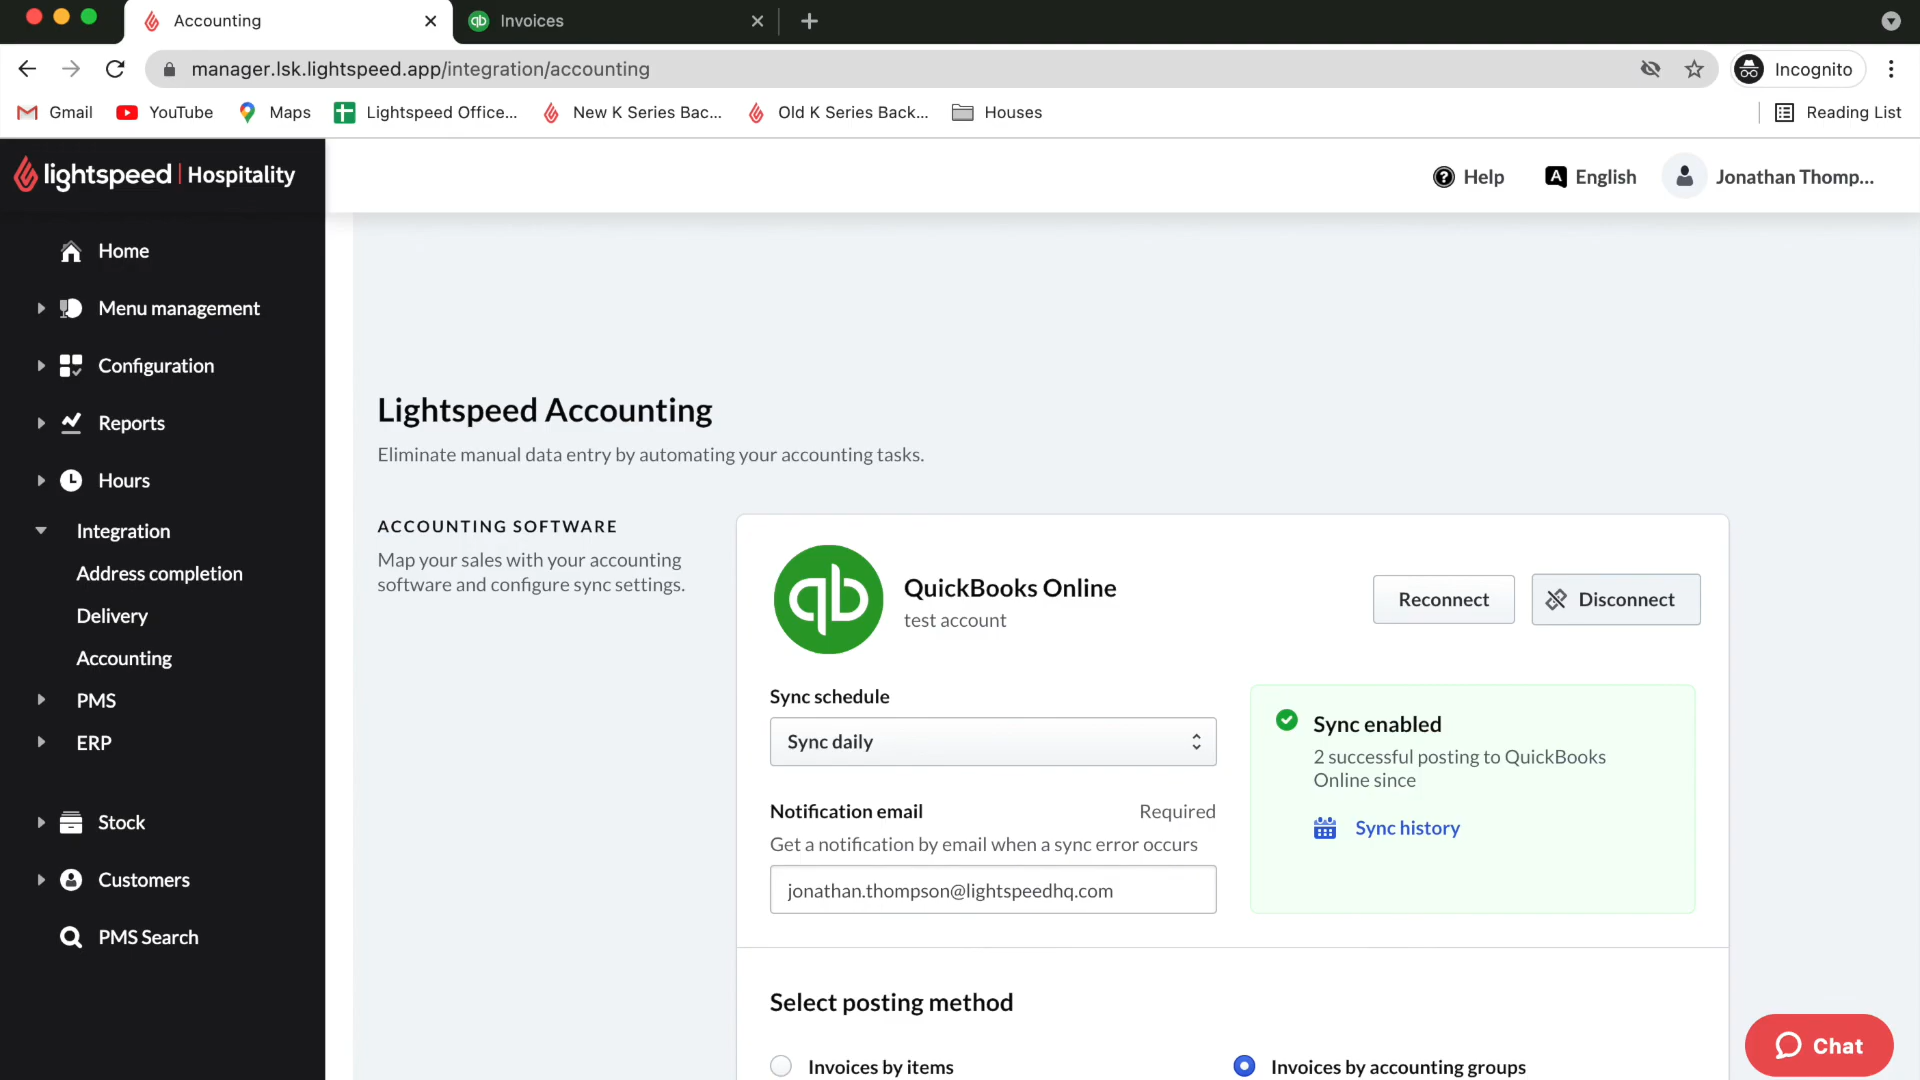 Accounting
Invoices
manager.lsk.lightspeed.app/integration/accounting
Incognito
Gmail
YouTube
Maps
Lightspeed Office...
New K Series Bac...
Old K Series Back...
Houses
Reading List
lightspeed | Hospitality
Help
A English
Jonathan Thomp...
Home
Menu management
Configuration
Reports
Hours
Integration
Address completion
Delivery
Accounting
PMS
ERP
Stock
Customers
PMS Search
Lightspeed Accounting
Eliminate manual data entry by automating your accounting tasks.
ACCOUNTING SOFTWARE
Map your sales with your accounting
software and configure sync settings.
qb
QuickBooks Online
test account
Reconnect
Disconnect
Sync schedule
Sync daily
Notification email
Required
Get a notification by email when a sync error occurs
jonathan.thompson@lightspeedhq.com
Sync enabled
2 successful posting to QuickBooks
Online since
Sync history
Select posting method
Invoices by items
Invoices by accounting groups
Chat